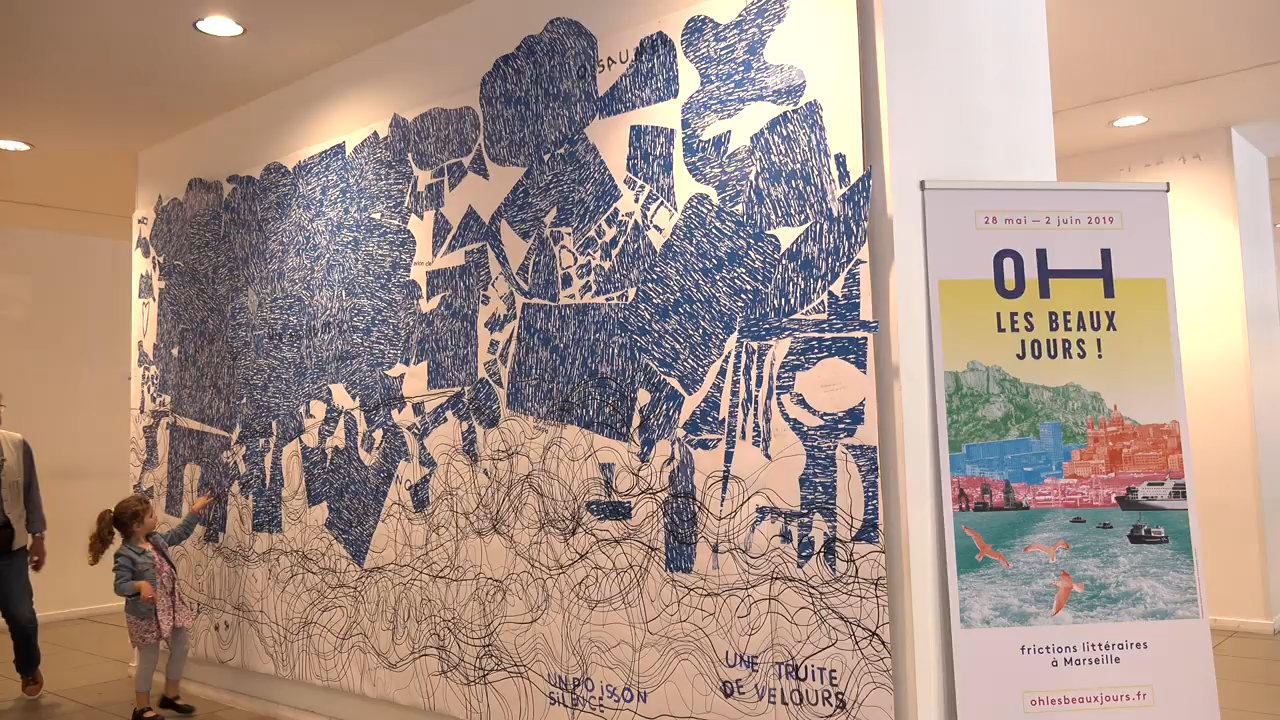 UN POiSSON
SiLENCE
UNE TRUiTE
DE VELOURS
28 mai — 2 juin 2019
OH
LES BEAUX
JOURS !
frictions littéraires
à Marseille
ohlesbeauxjours.fr